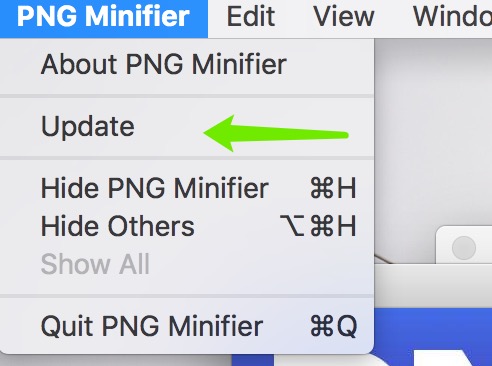 PNG Minifier Edit View Windo
About PNG Minifier
Update
Hide PNG Minifier ⌘H
Hide Others ⌥⌘H
Show All
Quit PNG Minifier ⌘Q